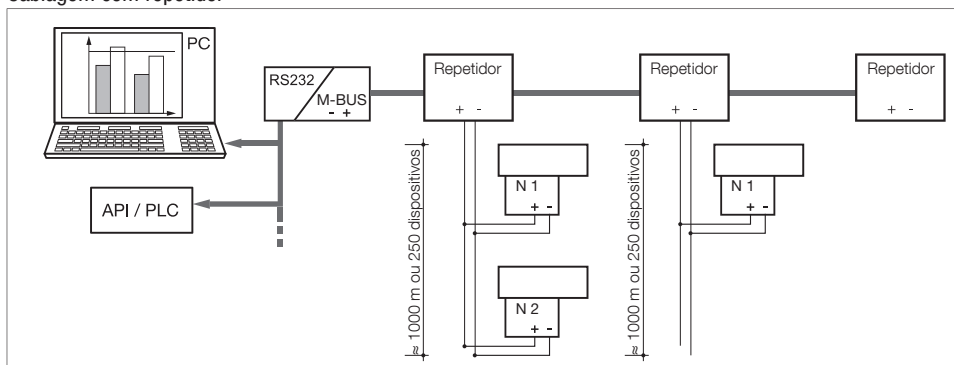 Cablagem com repetidor
PC
RS232
M-BUS
- +
API / PLC
Repetidor
+ -
Repetidor
+ -
Repetidor
+ -
≈ 1000 m ou 250 dispositivos
N 1
+ -
N 2
+ -
≈ 1000 m ou 250 dispositivos
N 1
+ -